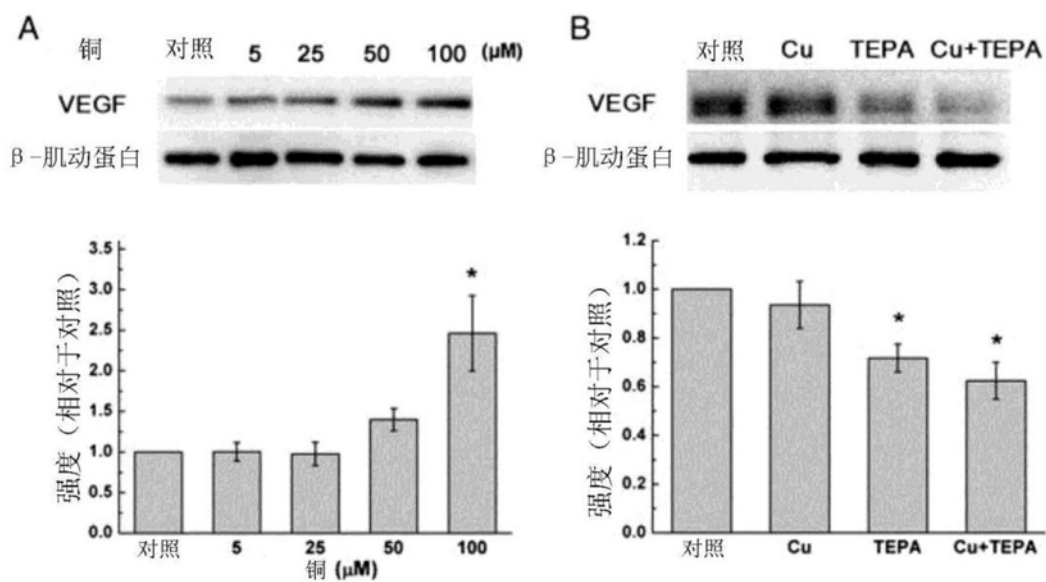 A
铜 对照 5 25 50 100 (μM)
VEGF
β-肌动蛋白
强度（相对于对照）
3.5
3.0
2.5
2.0
1.5
1.0
0.5
0.0
*
对照 5 25 50 100
铜 (μM)
B
对照 Cu TEPA Cu+TEPA
VEGF
β-肌动蛋白
强度（相对于对照）
1.2
1.0
0.8
0.6
0.4
0.2
0.0
*
*
对照 Cu TEPA Cu+TEPA